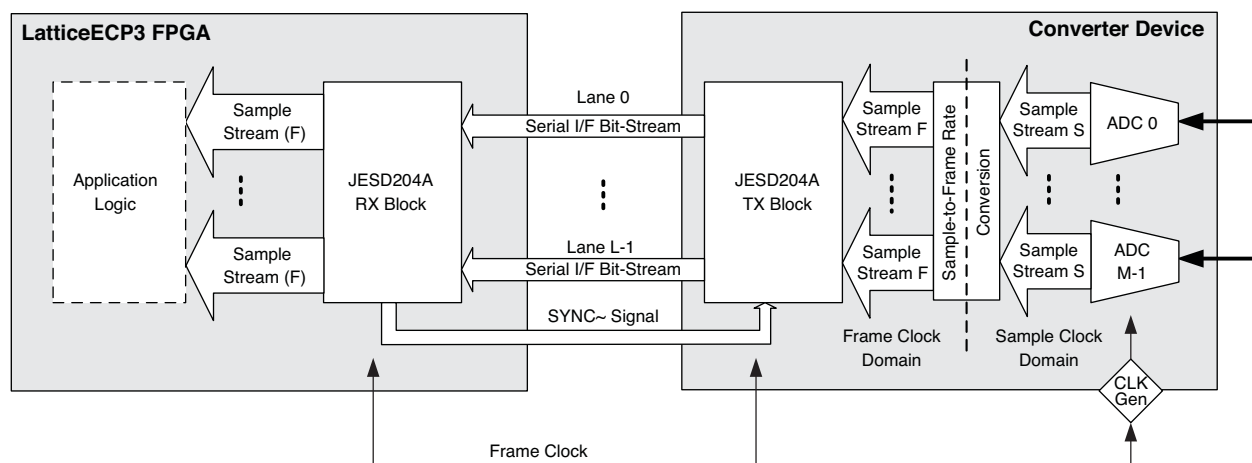 LatticeECP3 FPGA
Converter Device
Application
Logic
Sample
Stream (F)
Sample
Stream (F)
JESD204A
RX Block
Lane 0
Serial I/F Bit-Stream
Lane L-1
Serial I/F Bit-Stream
SYNC~ Signal
JESD204A
TX Block
Sample
Stream F
Sample
Stream F
Sample-to-Frame Rate
Conversion
Sample
Stream S
Sample
Stream S
ADC 0
ADC
M-1
Frame Clock
Domain
Sample Clock
Domain
CLK
Gen
Frame Clock